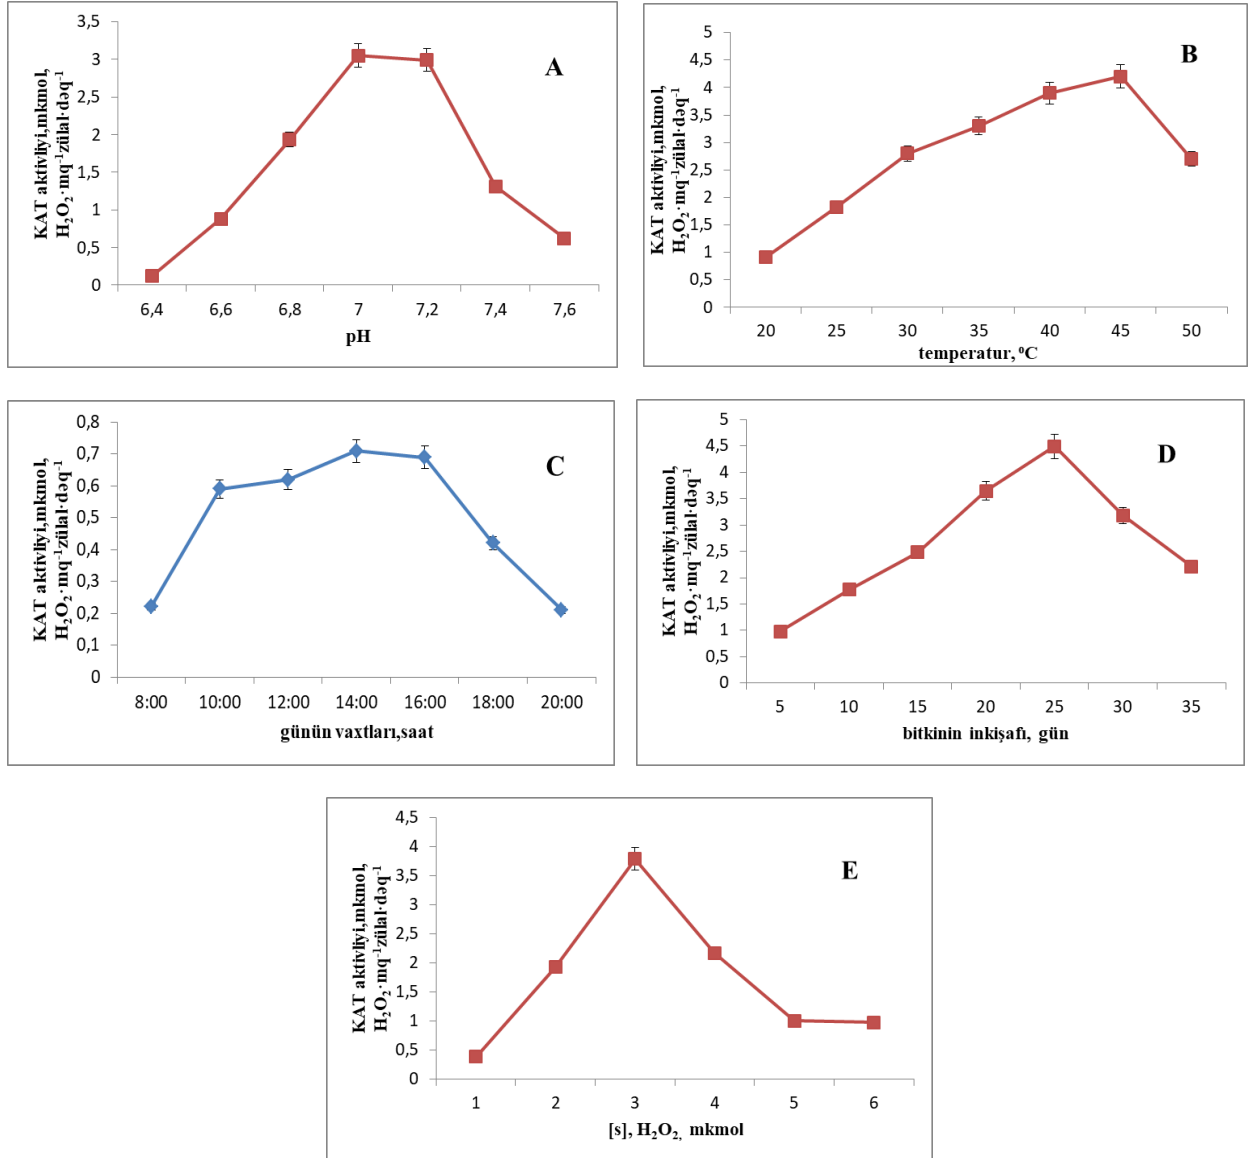 KAT aktivliyi,mkmol,
H₂O₂·mq⁻¹zülal·dəq⁻¹
3,5
3
2,5
2
1,5
1
0,5
0
A
6,4 6,6 6,8 7 7,2 7,4 7,6
pH
KAT aktivliyi,mkmol,
H₂O₂·mq⁻¹zülal·dəq⁻¹
5
4,5
4
3,5
3
2,5
2
1,5
1
0,5
0
B
20 25 30 35 40 45 50
temperatur, ⁰C
KAT aktivliyi,mkmol,
H₂O₂·mq⁻¹zülal·dəq⁻¹
0,8
0,7
0,6
0,5
0,4
0,3
0,2
0,1
0
C
8:00 10:00 12:00 14:00 16:00 18:00 20:00
günün vaxtları,saat
KAT aktivliyi,mkmol,
H₂O₂·mq⁻¹zülal·dəq⁻¹
5
4,5
4
3,5
3
2,5
2
1,5
1
0,5
0
D
5 10 15 20 25 30 35
bitkinin inkişafı, gün
KAT aktivliyi,mkmol,
H₂O₂·mq⁻¹zülal·dəq⁻¹
4,5
4
3,5
3
2,5
2
1,5
1
0,5
0
E
1 2 3 4 5 6
[s], H₂O₂, mkmol